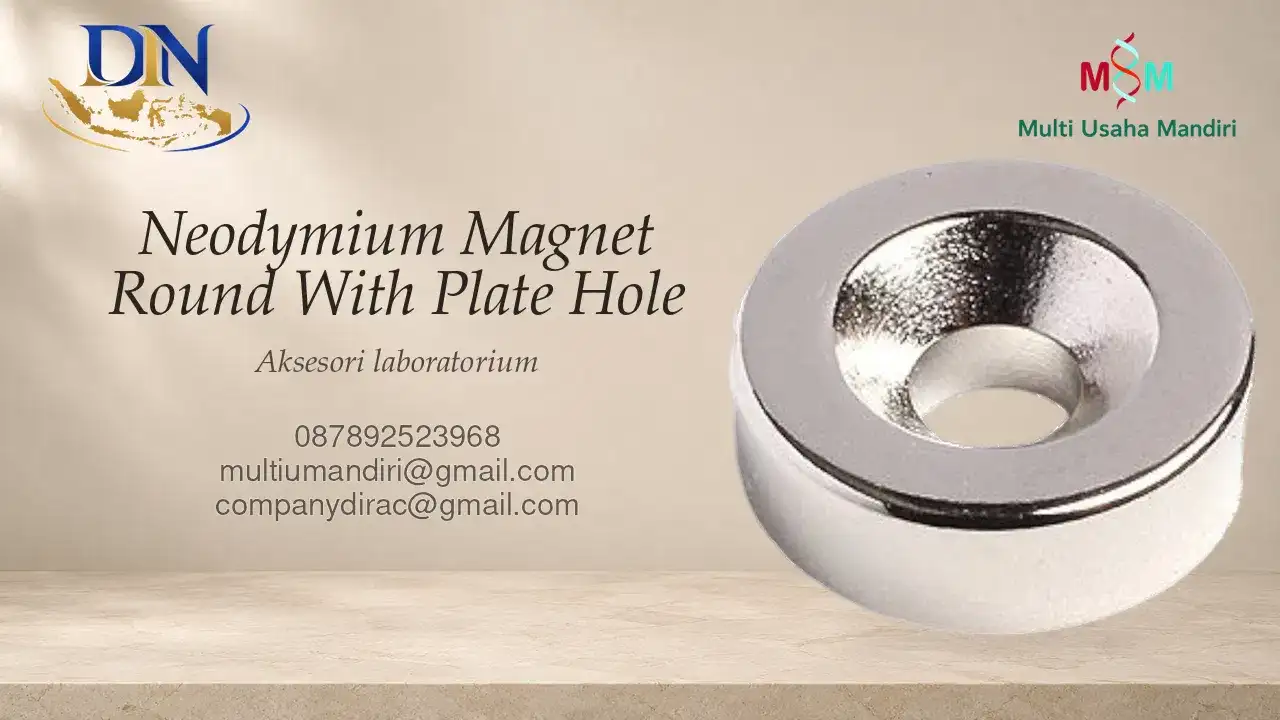 DN
M M
Multi Usaha Mandiri
Neodymium Magnet
Round With Plate Hole
Aksesori laboratorium
087892523968
multiumandiri@gmail.com
companydirac@gmail.com